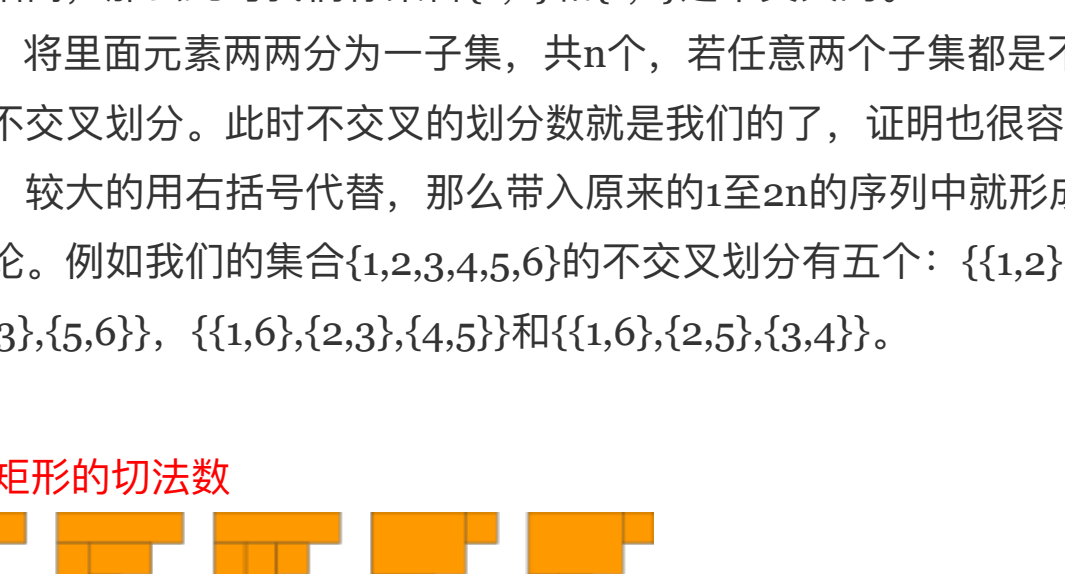 将里面元素两两分为一子集，共n个，若任意两个子集都是
不交叉划分。此时不交叉的划分数就是我们的了，证明也很容
较大的用右括号代替，那么带入原来的1至2n的序列中就形
论。例如我们的集合{1,2,3,4,5,6}的不交叉划分有五个：{{1,2}
3},{5,6}}，{{1,6},{2,3},{4,5}}和{{1,6},{2,5},{3,4}}。
矩形的切法数